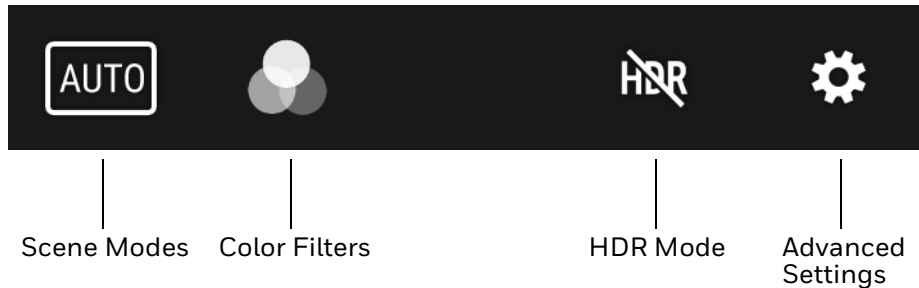 AUTO
HDR
Scene Modes
Color Filters
HDR Mode
Advanced
Settings